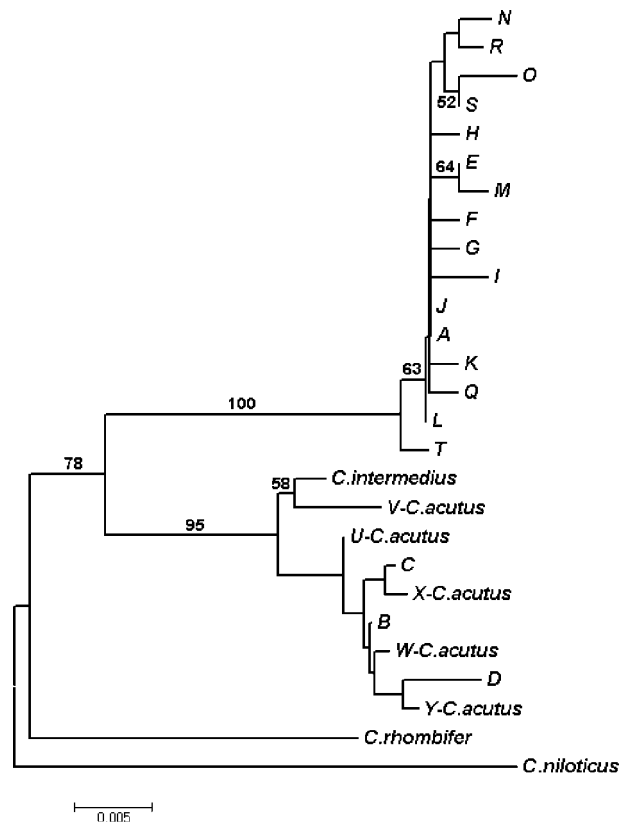 N
R
O
52
S
H
E
64
M
F
G
I
J
A
63
K
Q
L
100
T
78
C.intermedius
58
V-C.acutus
95
U-C.acutus
C
X-C.acutus
B
W-C.acutus
D
Y-C.acutus
C.rhombifer
C.niloticus
0.005